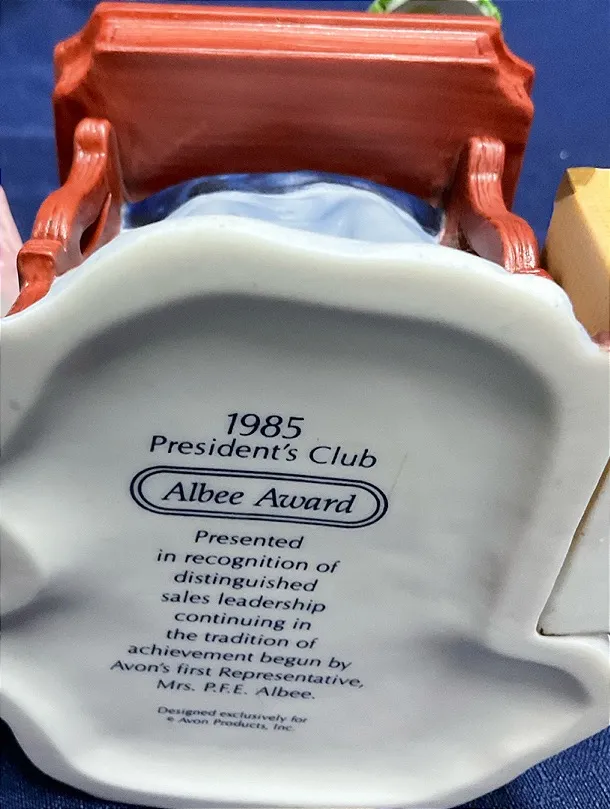 1985
President's Club
Albee Award
Presented
in recognition of
distinguished
sales leadership
continuing in
the tradition of
achievement begun by
Avon's first Representative,
Mrs. P.F.E. Albee.
Designed exclusively for
© Avon Products, Inc.